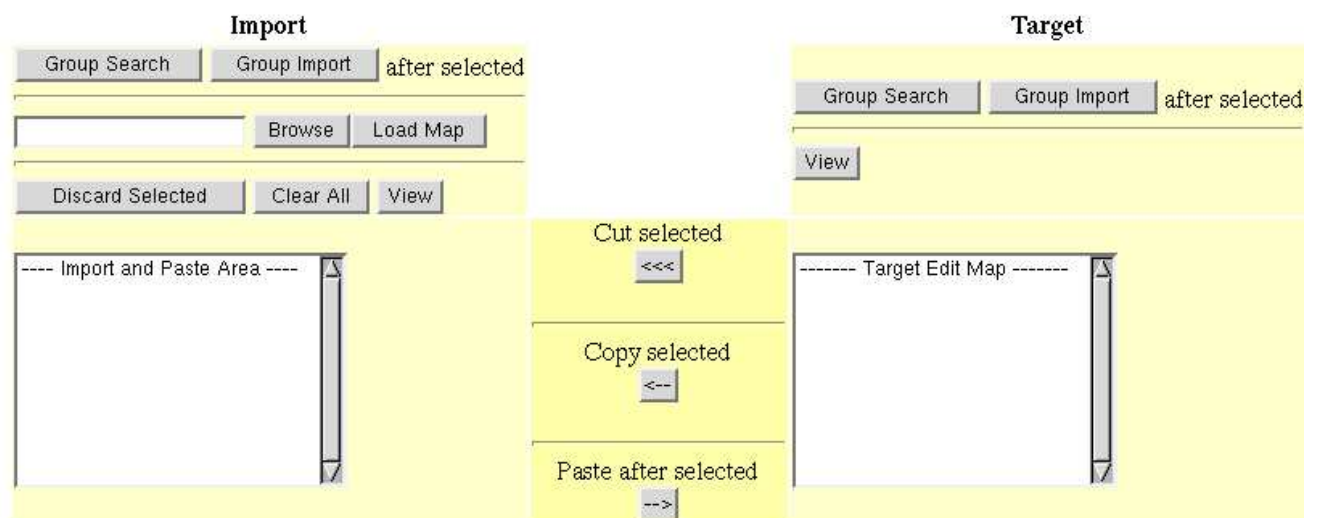 Import
Group Search Group Import after selected
Browse Load Map
Discard Selected Clear All View
---- Import and Paste Area ----
Cut selected
<<<
Copy selected
<--
Paste after selected
-->
Target
Group Search Group Import after selected
View
------- Target Edit Map -------